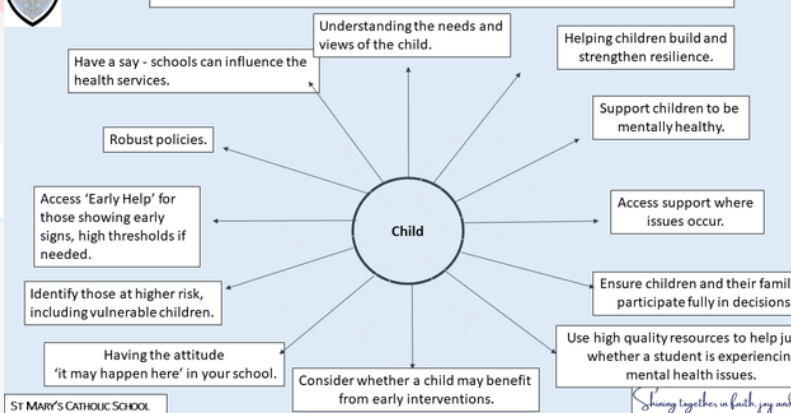 Understanding the needs and
views of the child.
Helping children build and
strengthen resilience.
Have a say - schools can influence the
health services.
Support children to be
mentally healthy.
Robust policies.
Access ‘Early Help’ for
those showing early
signs, high thresholds if
needed.
Child
Access support where
issues occur.
Identify those at higher risk,
including vulnerable children.
Ensure children and their
participate fully in decisions
Having the attitude
‘it may happen here’ in your school.
Use high quality resources to help
whether a student is
mental health issues.
Consider whether a child may benefit
from early interventions.
ST MARY'S CATHOLIC SCHOOL
Shining together in faith, joy and